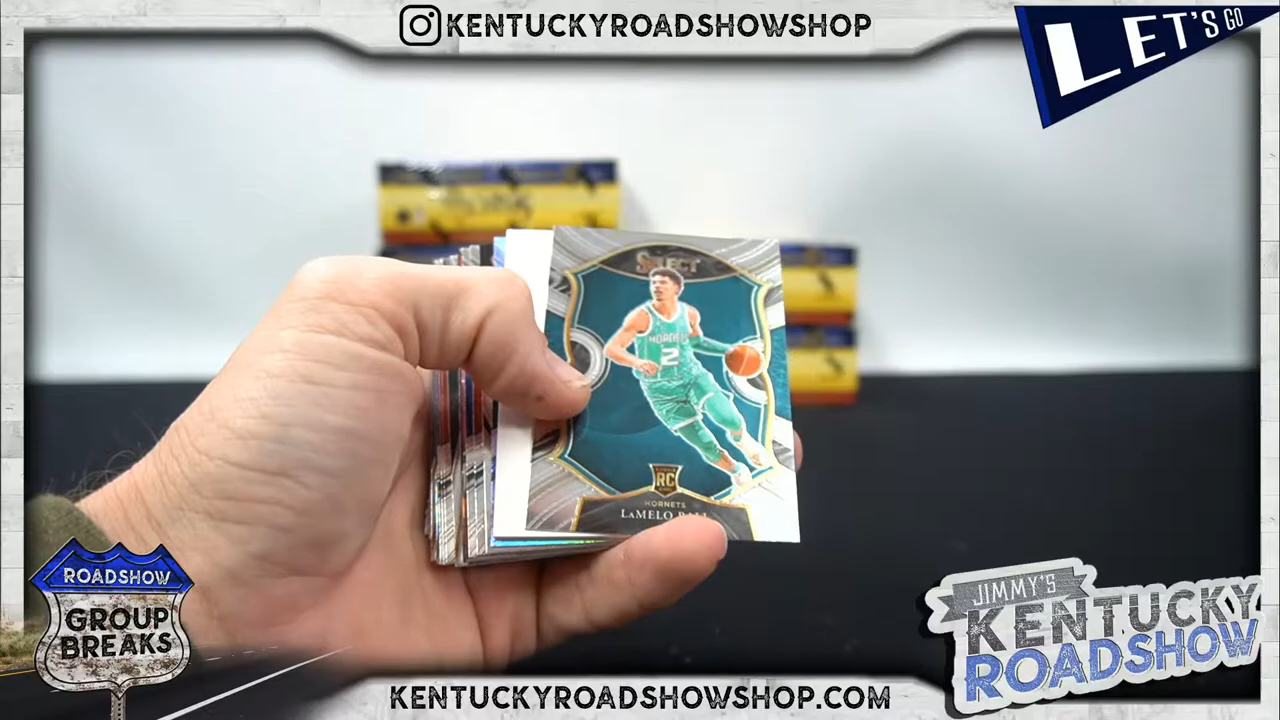 KENTUCKYROADSHOWSHOP
LET'S GO
SELECT
HORNETS
2
RC
HORNETS
LaMELO BALL
ROADSHOW
GROUP
BREAKS
JIMMY'S
KENTUCKY
ROADSHOW
KENTUCKYROADSHOWSHOP.COM